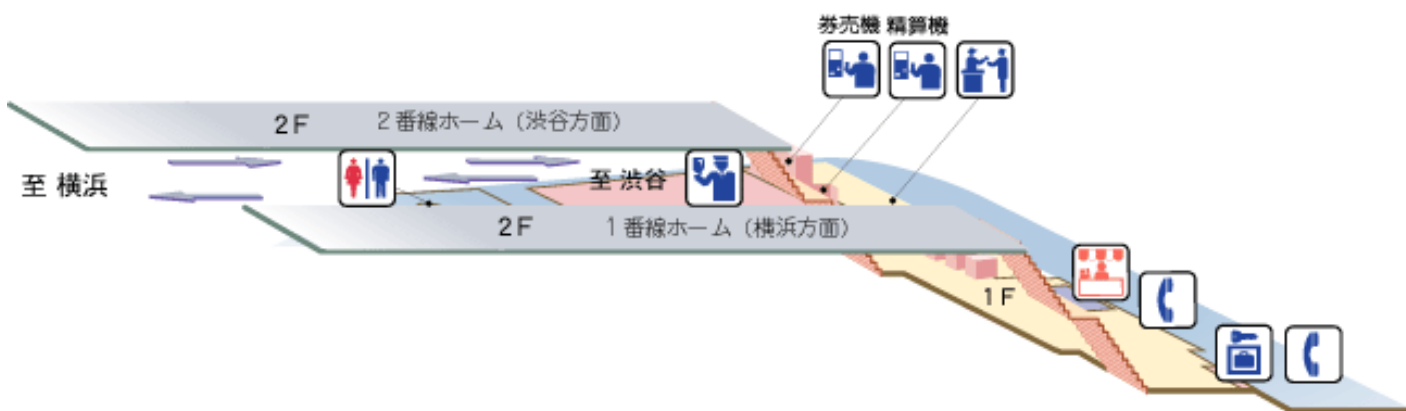 券売機 精算機
2F 2番線ホーム（渋谷方面）
至 横浜
至 渋谷
2F 1番線ホーム（横浜方面）
1F